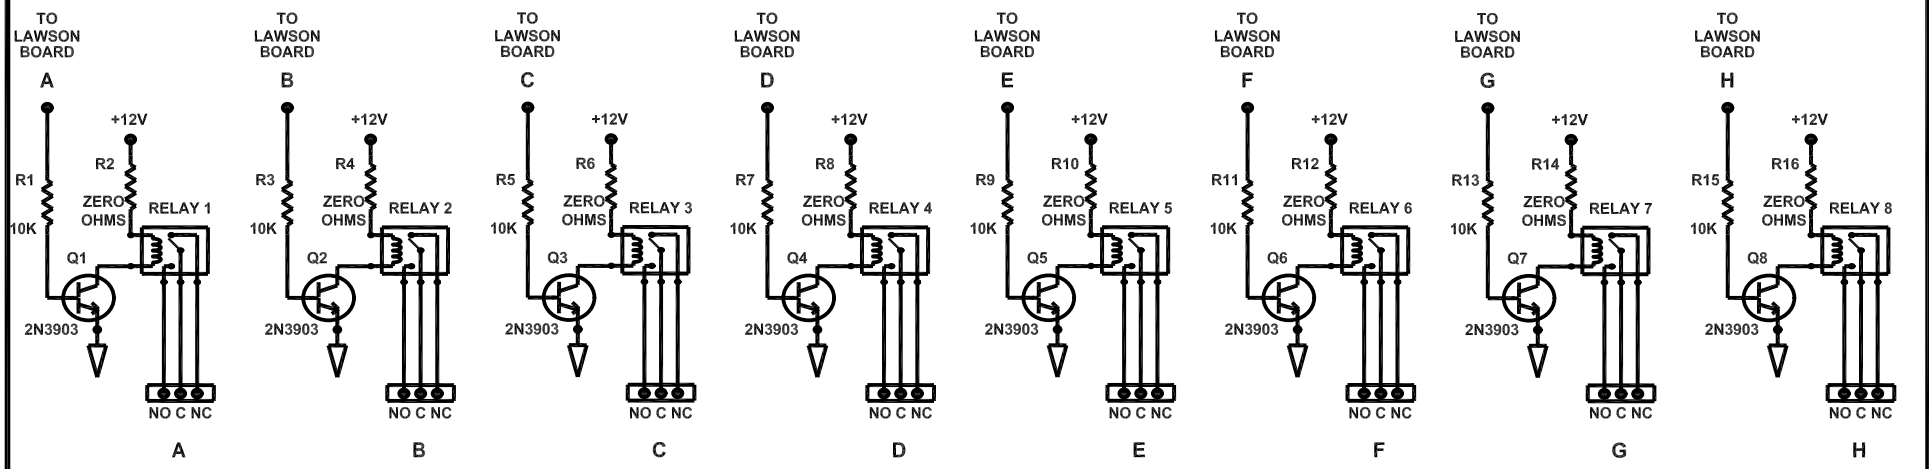 TO TO TO TO TO TO TO TO
LAWSON LAWSON LAWSON LAWSON LAWSON LAWSON LAWSON LAWSON
BOARD BOARD BOARD BOARD BOARD BOARD BOARD BOARD
A B C D E F G H
+12V +12V +12V +12V +12V +12V +12V +12V
R2 R4 R6 R8 R10 R12 R14 R16
R1 R3 R5 R7 R9 R11 R13 R15
ZERO ZERO ZERO ZERO ZERO ZERO ZERO ZERO
RELAY 1 RELAY 2 RELAY 3 RELAY 4 RELAY 5 RELAY 6 RELAY 7 RELAY 8
OHMS OHMS OHMS OHMS OHMS OHMS OHMS OHMS
10K 10K 10K 10K 10K 10K 10K 10K
Q1 Q2 Q3 Q4 Q5 Q6 Q7 Q8
2N3903 2N3903 2N3903 2N3903 2N3903 2N3903 2N3903 2N3903
NO C NC NO C NC NO C NC NO C NC NO C NC NO C NC NO C NC NO C NC
A B C D E F G H